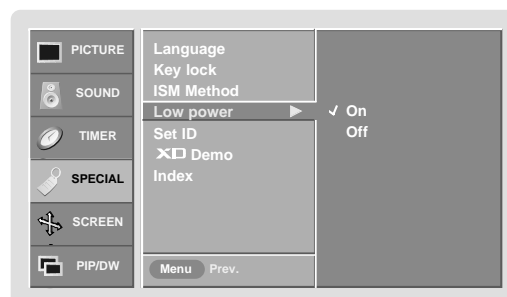 PICTURE
SOUND
TIMER
SPECIAL
SCREEN
PIP/DW
Language
Key lock
ISM Method
Low power
Set ID
XD Demo
Index
Menu Prev.
On
Off